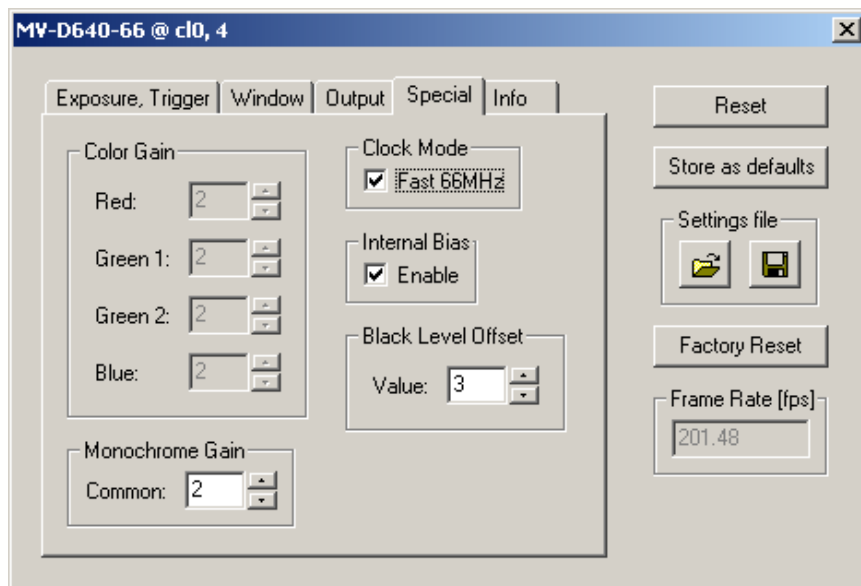 MV-D640-66 @ cl0, 4
Exposure, Trigger
Window
Output
Special
Info
Color Gain
Red: 2
Green 1: 2
Green 2: 2
Blue: 2
Monochrome Gain
Common: 2
Clock Mode
Fast 66MHz
Internal Bias
Enable
Black Level Offset
Value: 3
Reset
Store as defaults
Settings file
Factory Reset
Frame Rate [fps]
201.48